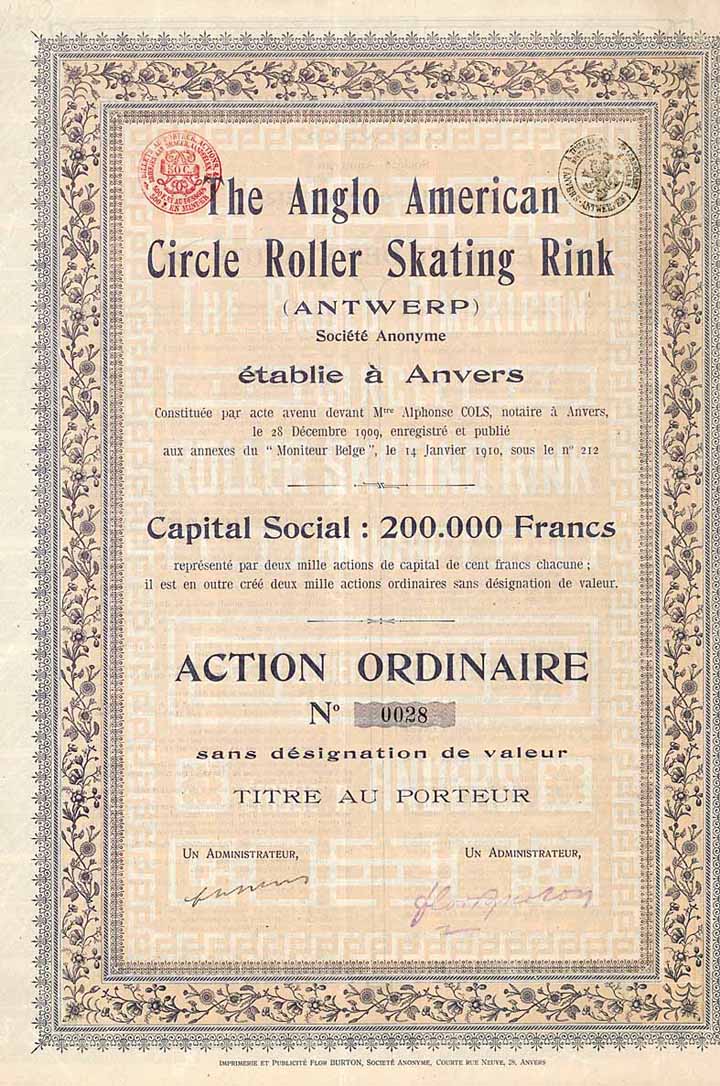 The Anglo American
Circle Roller Skating Rink
(ANTWERP)
Société Anonyme
établie à Anvers
Constituée par acte avenu devant Mtre Alphonse COLS, notaire à Anvers,
le 28 Décembre 1909, enregistré et publié
aux annexes du "Moniteur Belge", le 14 Janvier 1910, sous le no 212
Capital Social : 200.000 Francs
représenté par deux mille actions de capital de cent francs chacune ;
il est en outre créé deux mille actions ordinaires sans désignation de valeur.
ACTION ORDINAIRE
No 0028
sans désignation de valeur
TITRE AU PORTEUR
UN ADMINISTRATEUR, UN ADMINISTRATEUR,
IMPRIMERIE ET PUBLICITÉ FLOR BURTON, SOCIÉTÉ ANONYME, COURTE RUE NEUVE, 28, ANVERS